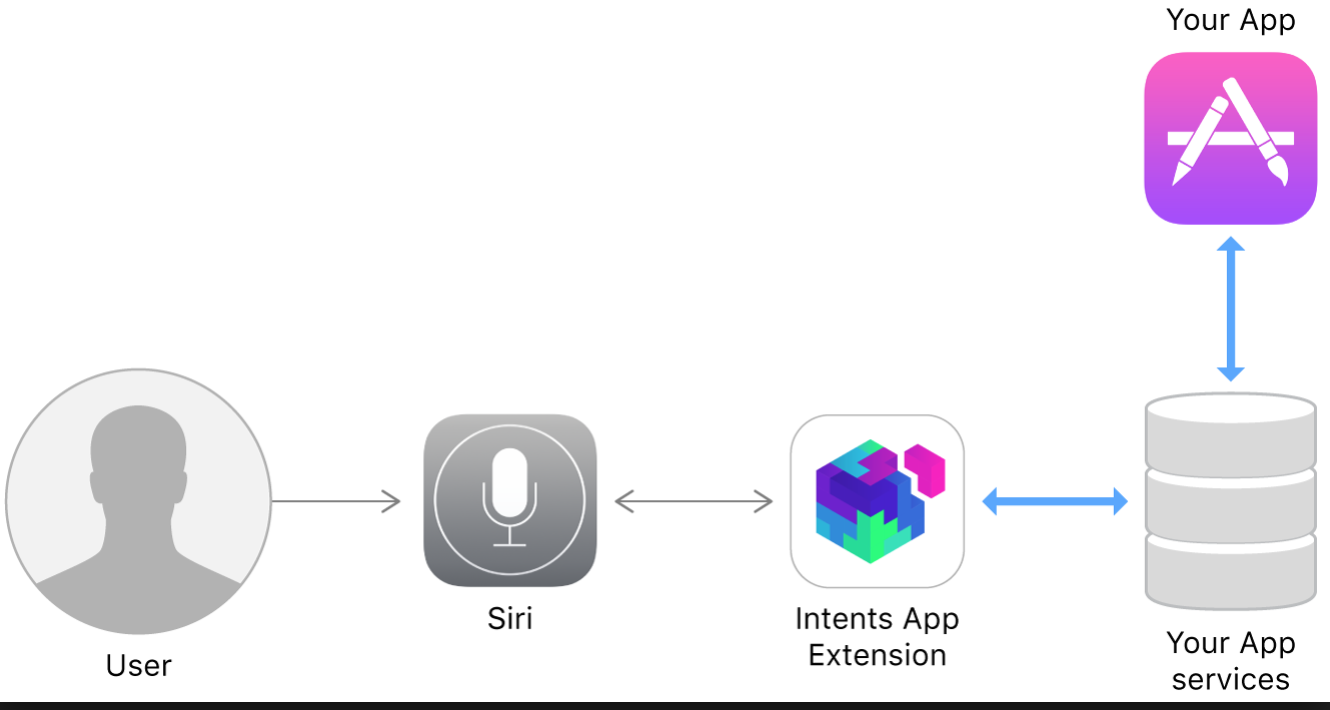 Your App
User
Siri
Intents App
Extension
Your App
services